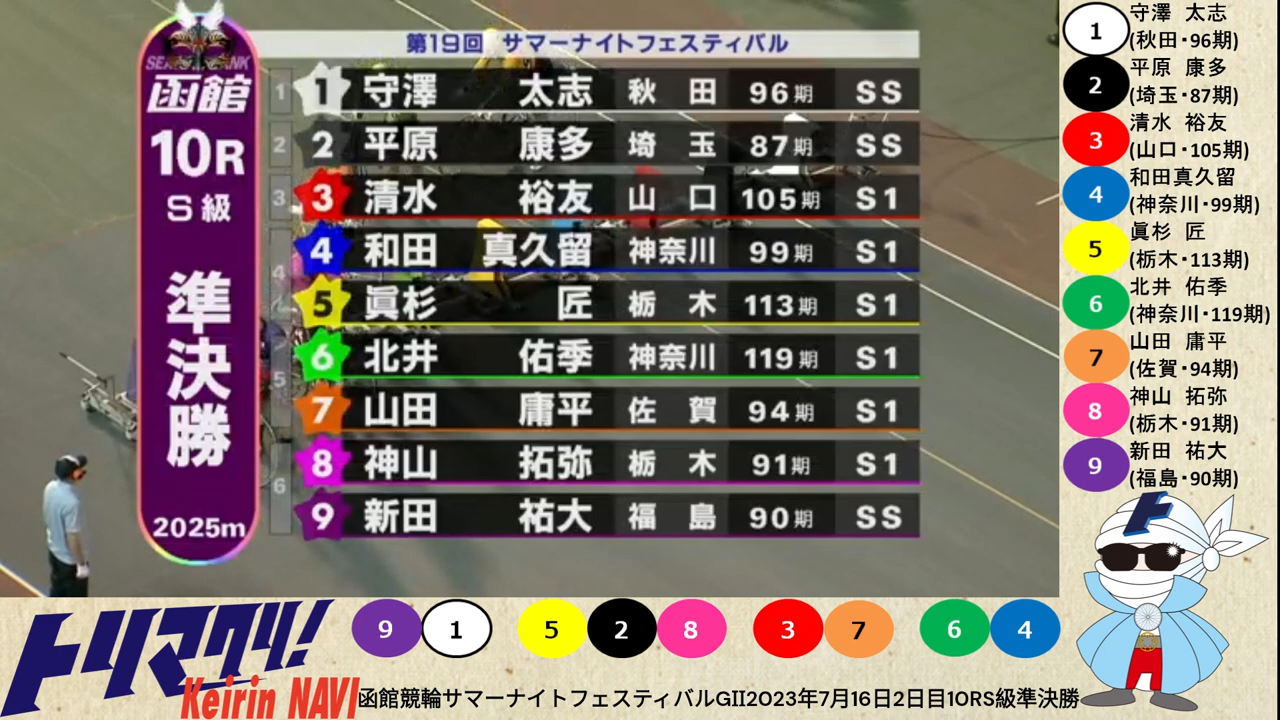 第19回 サマーナイトフェスティバル
函館
10R
S級
準決勝
2025m
1 1 守澤 太志 秋田 96期 SS
2 2 平原 康多 埼玉 87期 SS
3 3 清水 裕友 山口 105期 S1
4 4 和田 真久留 神奈川 99期 S1
5 眞杉 匠 栃木 113期 S1
5 6 北井 佑季 神奈川 119期 S1
7 山田 庸平 佐賀 94期 S1
6 8 神山 拓弥 栃木 91期 S1
9 新田 祐大 福島 90期 SS
1 守澤 太志
(秋田・96期)
2 平原 康多
(埼玉・87期)
3 清水 裕友
(山口・105期)
4 和田真久留
(神奈川・99期)
5 眞杉 匠
(栃木・113期)
6 北井 佑季
(神奈川・119期)
7 山田 庸平
(佐賀・94期)
8 神山 拓弥
(栃木・91期)
9 新田 祐大
(福島・90期)
トリマクリ!
Keirin NAVI
9 1 5 2 8 3 7 6 4
函館競輪サマーナイトフェスティバルGII2023年7月16日2日目10RS級準決勝